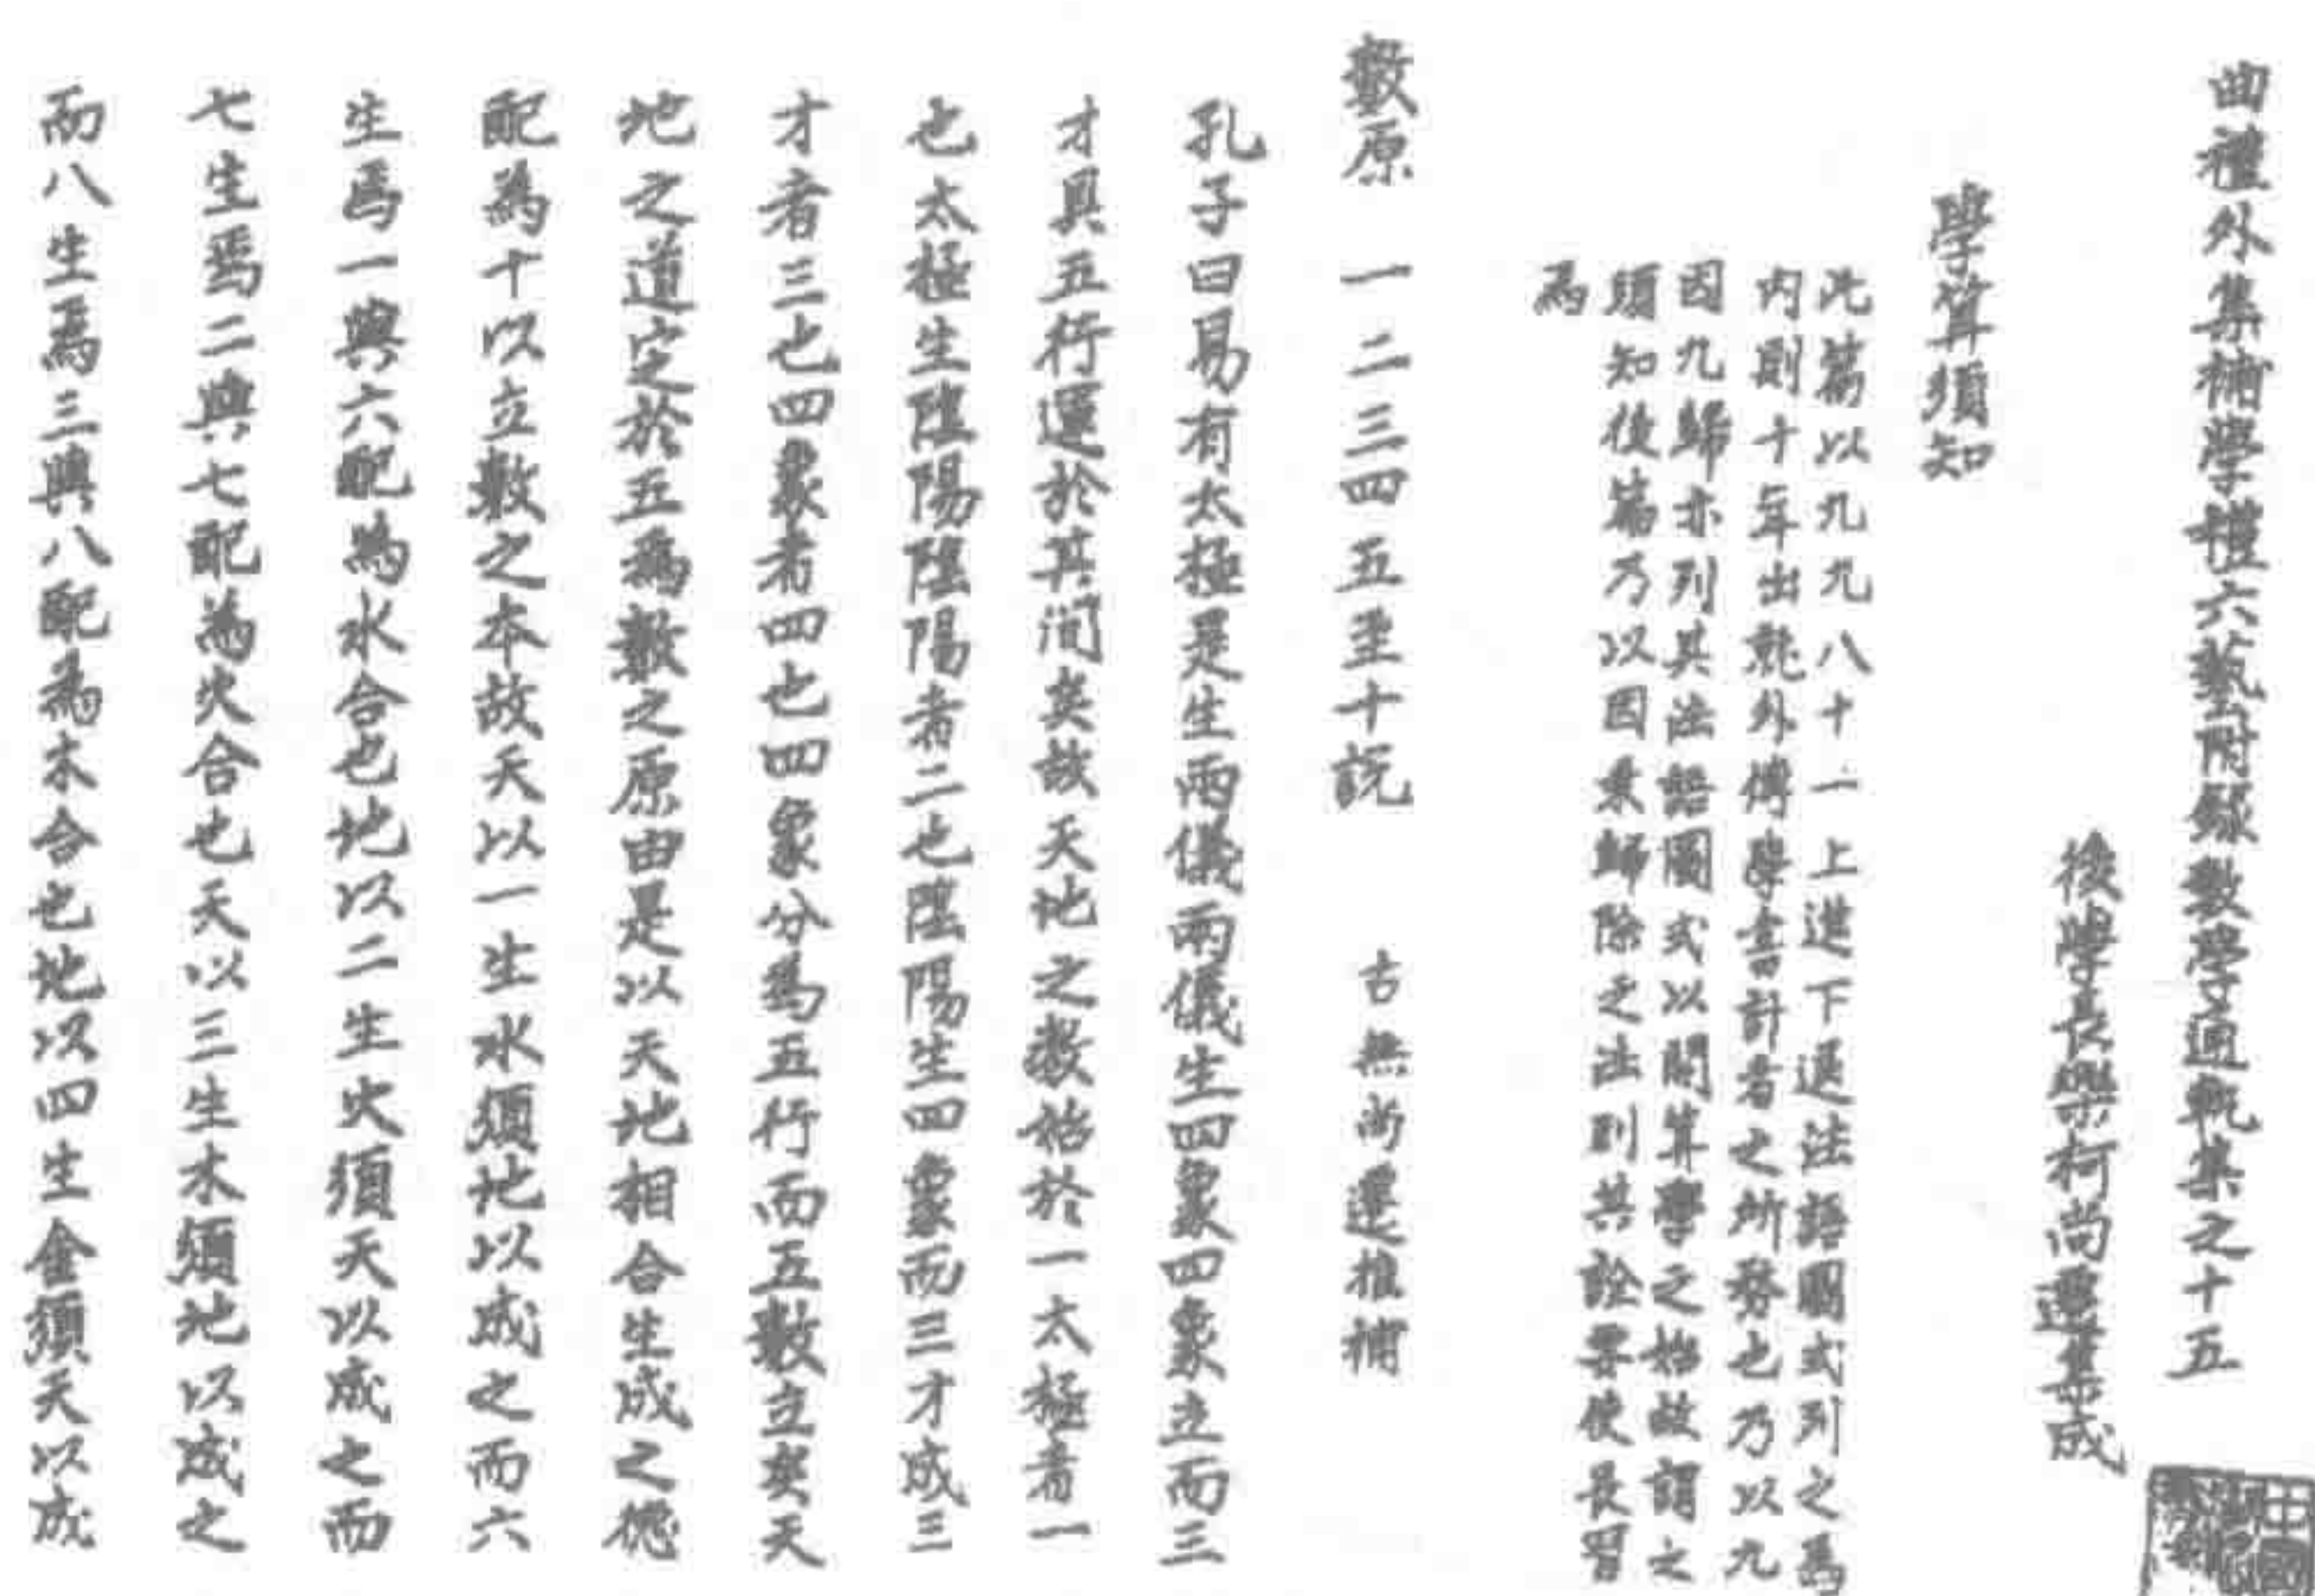 曲禮外集補學禮六藝附錄數學通軌集之十五
後學長樂柯尚遷集成
學算須知
此篇以九九八十一上進下退法語圖式列之爲
內則十年出就外傅學書計者之所務也乃以九
因九歸亦列其法語圖式以開算學之始故謂之
須知後篇乃以因乘歸除之法則其詮要使長習
爲
數原 一二三四五至十說 古無尚遷推補
孔子曰易有太極是生兩儀兩儀生四象四象立而三
才具五行運於其間矣故天地之數始於一太極者一
也太極生陰陽陰陽者二也陰陽生四象而三才成三
才者三也四象者四也四象分爲五行而五數立矣天
地之道定於五爲數之原由是以天地相合生成之德
配為十以立數之本故天以一生水須地以成之而六
生焉一與六配為水合也地以二生火須天以成之而
七生焉二與七配為火合也天以三生木須地以成之
而八生焉三與八配為木合也地以四生金須天以成